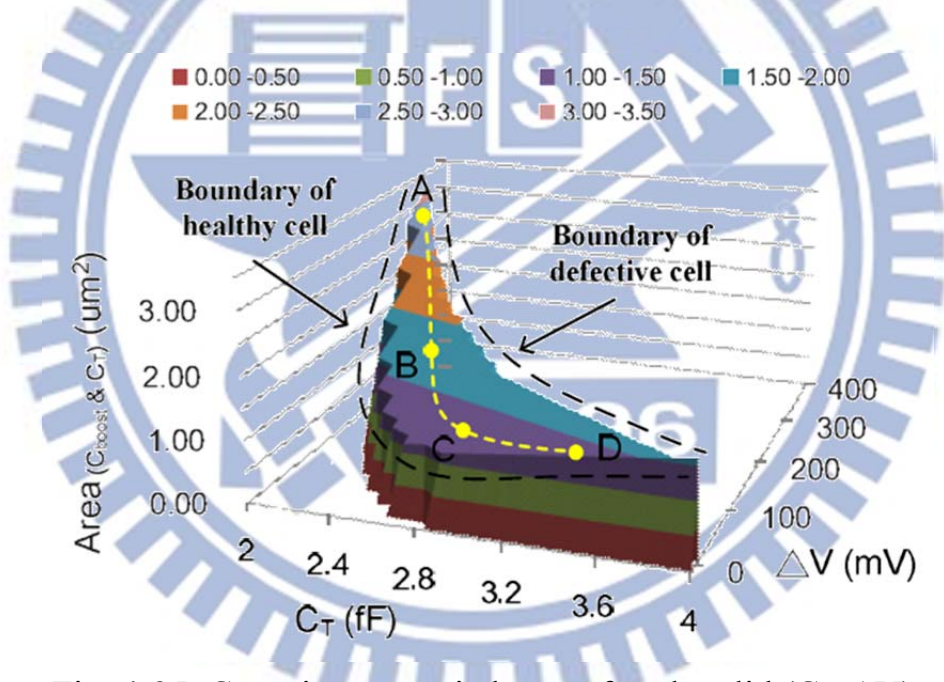 0.00 -0.50 0.50 -1.00 1.00 -1.50 1.50 -2.00
2.00 -2.50 2.50 -3.00 3.00 -3.50
Boundary of
healthy cell
Boundary of
defective cell
A
B
C
D
Area (Cboost & CT) (um²)
3.00
2.00
1.00
0.00
2
2.4
2.8
3.2
3.6
4
CT (fF)
400
300
200
100
0
△V (mV)